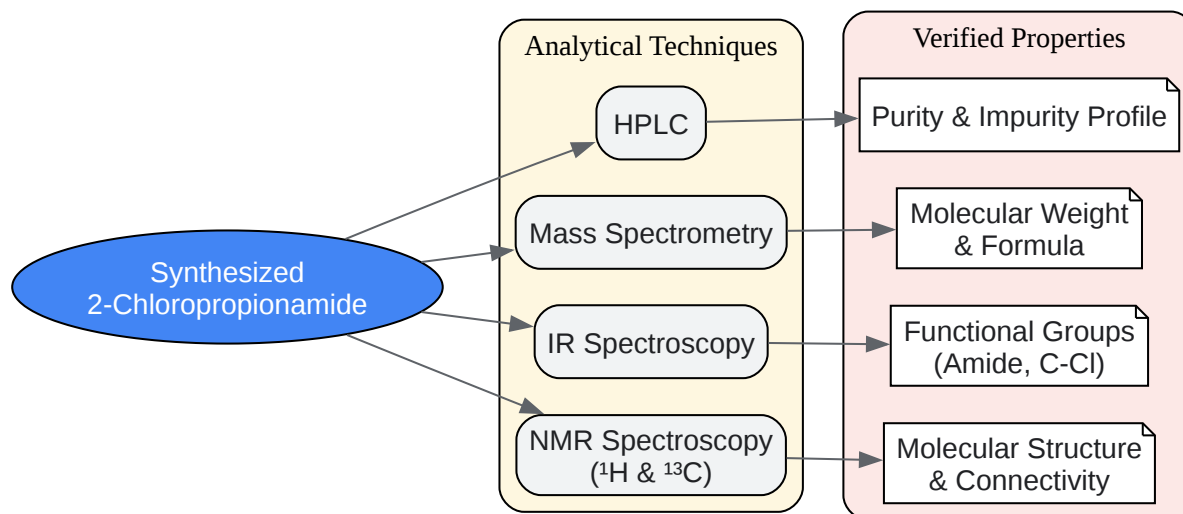 Analytical Techniques
Verified Properties
Synthesized
2-Chloropropionamide
HPLC
Purity & Impurity Profile
Mass Spectrometry
Molecular Weight
& Formula
IR Spectroscopy
Functional Groups
(Amide, C-Cl)
NMR Spectroscopy
(¹H & ¹³C)
Molecular Structure
& Connectivity